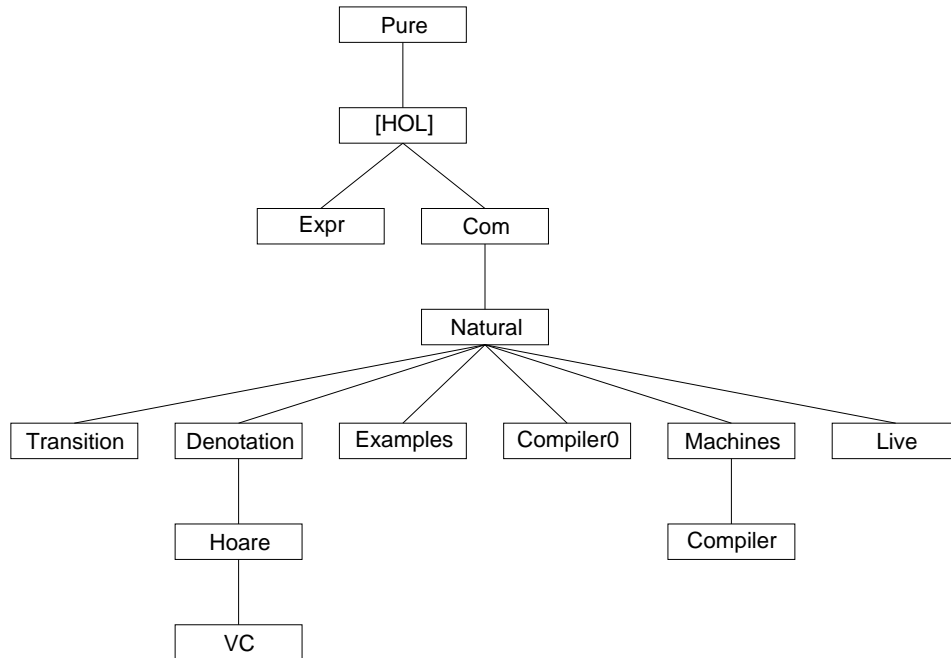 Pure
[HOL]
Expr
Com
Natural
Transition
Denotation
Examples
Compiler0
Machines
Live
Hoare
Compiler
VC